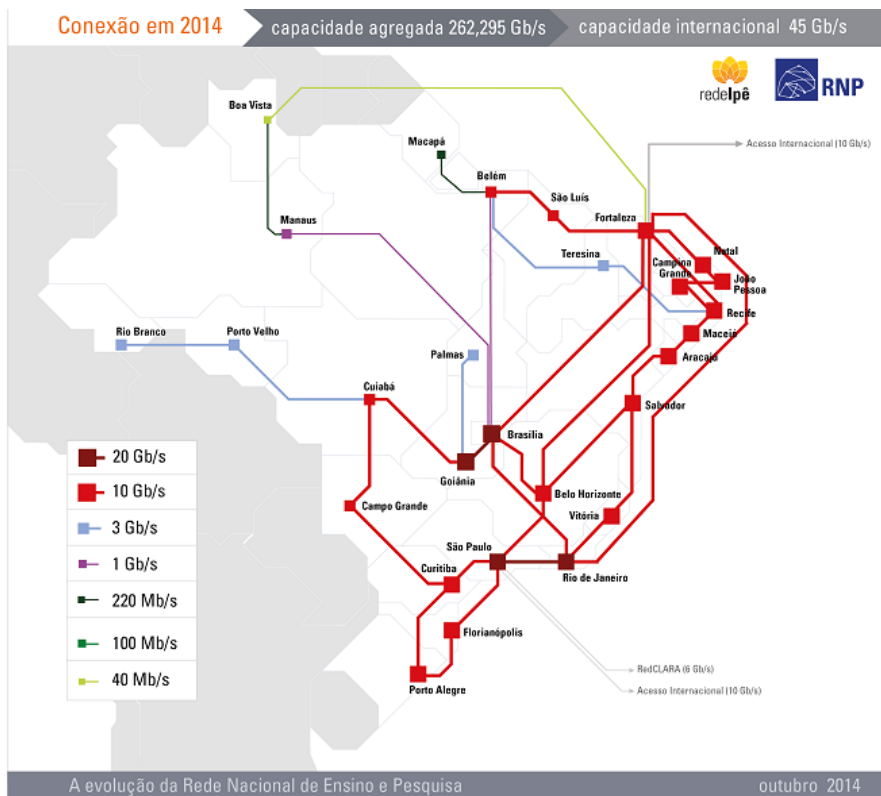 Conexão em 2014
capacidade agregada 262,295 Gb/s
capacidade internacional 45 Gb/s
redeIpê
RNP
Boa Vista
Macapá
Acesso Internacional (10 Gb/s)
Belém
São Luís
Fortaleza
Manaus
Teresina
Natal
Campina
Grande
João
Pessoa
Recife
Rio Branco
Porto Velho
Maceió
Palmas
Aracajú
Cuiabá
Salvador
Brasília
20 Gb/s
Goiânia
10 Gb/s
Belo Horizonte
Campo Grande
Vitória
3 Gb/s
São Paulo
1 Gb/s
Curitiba
Rio de Janeiro
220 Mb/s
Florianópolis
100 Mb/s
RedCLARA (6 Gb/s)
40 Mb/s
Porto Alegre
Acesso Internacional (10 Gb/s)
A evolução da Rede Nacional de Ensino e Pesquisa
outubro 2014